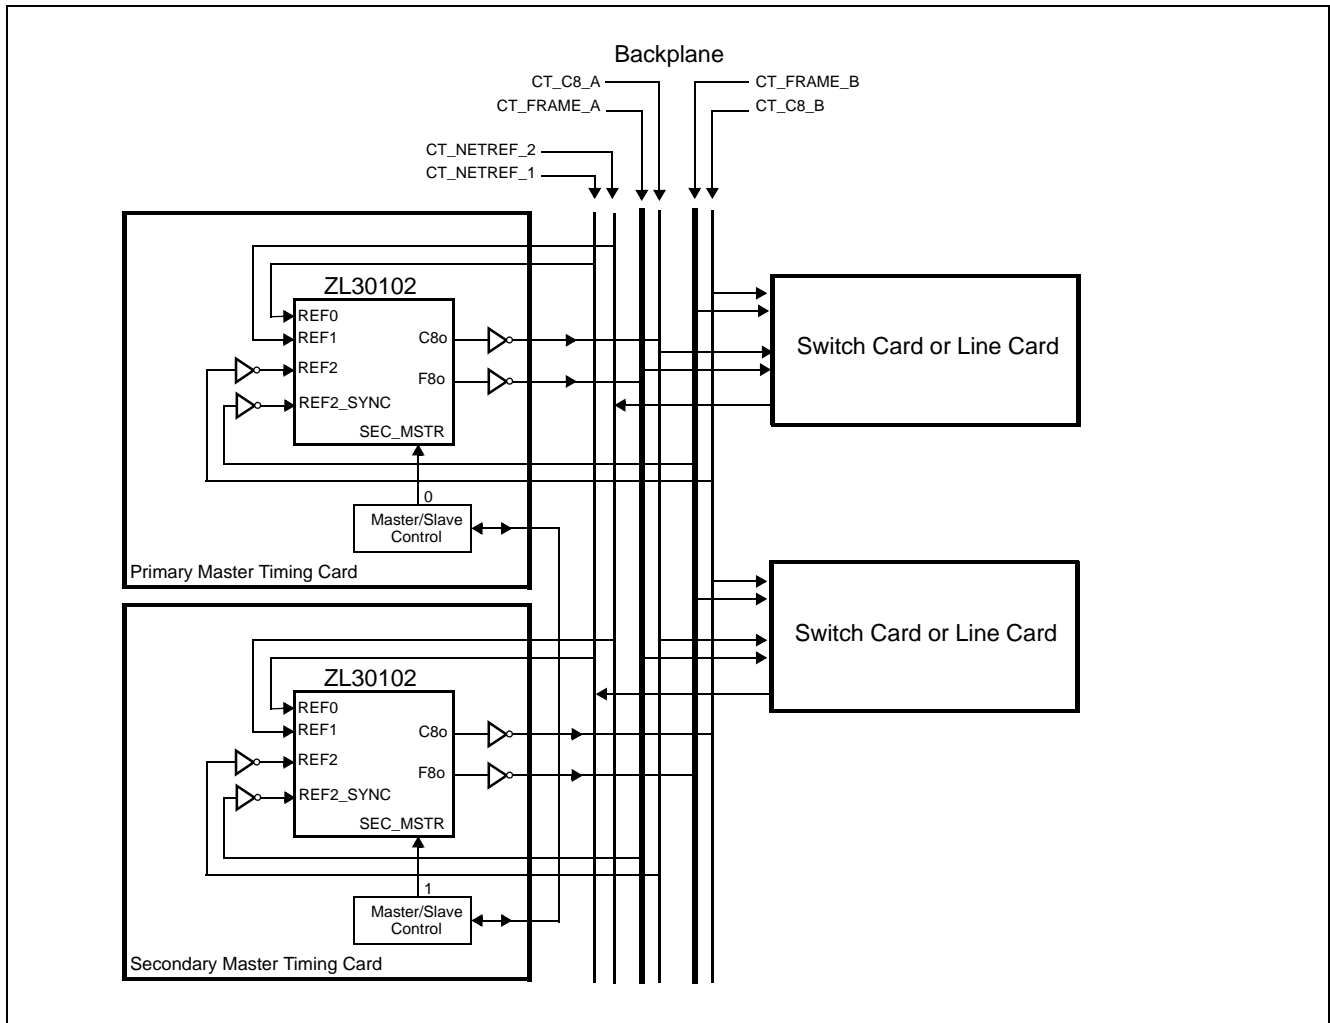 Backplane
CT_C8_A
CT_FRAME_B
CT_FRAME_A
CT_C8_B
CT_NETREF_2
CT_NETREF_1
ZL30102
REF0
REF1
C8o
REF2
F8o
REF2_SYNC
SEC_MSTR
0
Master/Slave
Control
Primary Master Timing Card
Switch Card or Line Card
ZL30102
REF0
REF1
C8o
REF2
F8o
REF2_SYNC
SEC_MSTR
1
Master/Slave
Control
Secondary Master Timing Card
Switch Card or Line Card